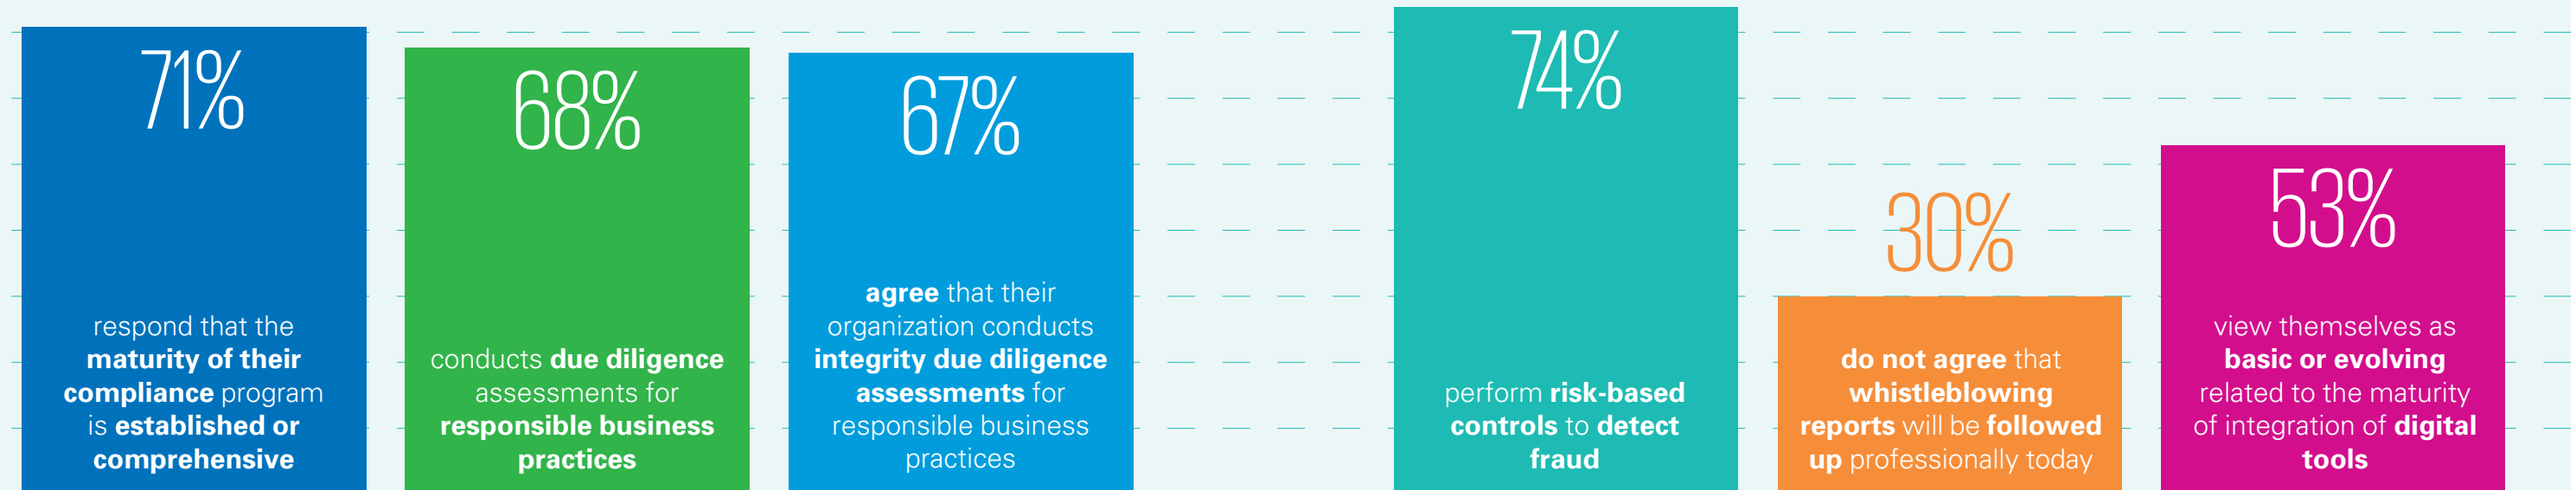 71%
respond that the
maturity of their
compliance program
is established or
comprehensive
68%
conducts due diligence
assessments for
responsible business
practices
67%
agree that their
organization conducts
integrity due diligence
assessments for
responsible business
practices
74%
perform risk-based
controls to detect
fraud
30%
do not agree that
whistleblowing
reports will be followed
up professionally today
53%
view themselves as
basic or evolving
related to the maturity
of integration of digital
tools